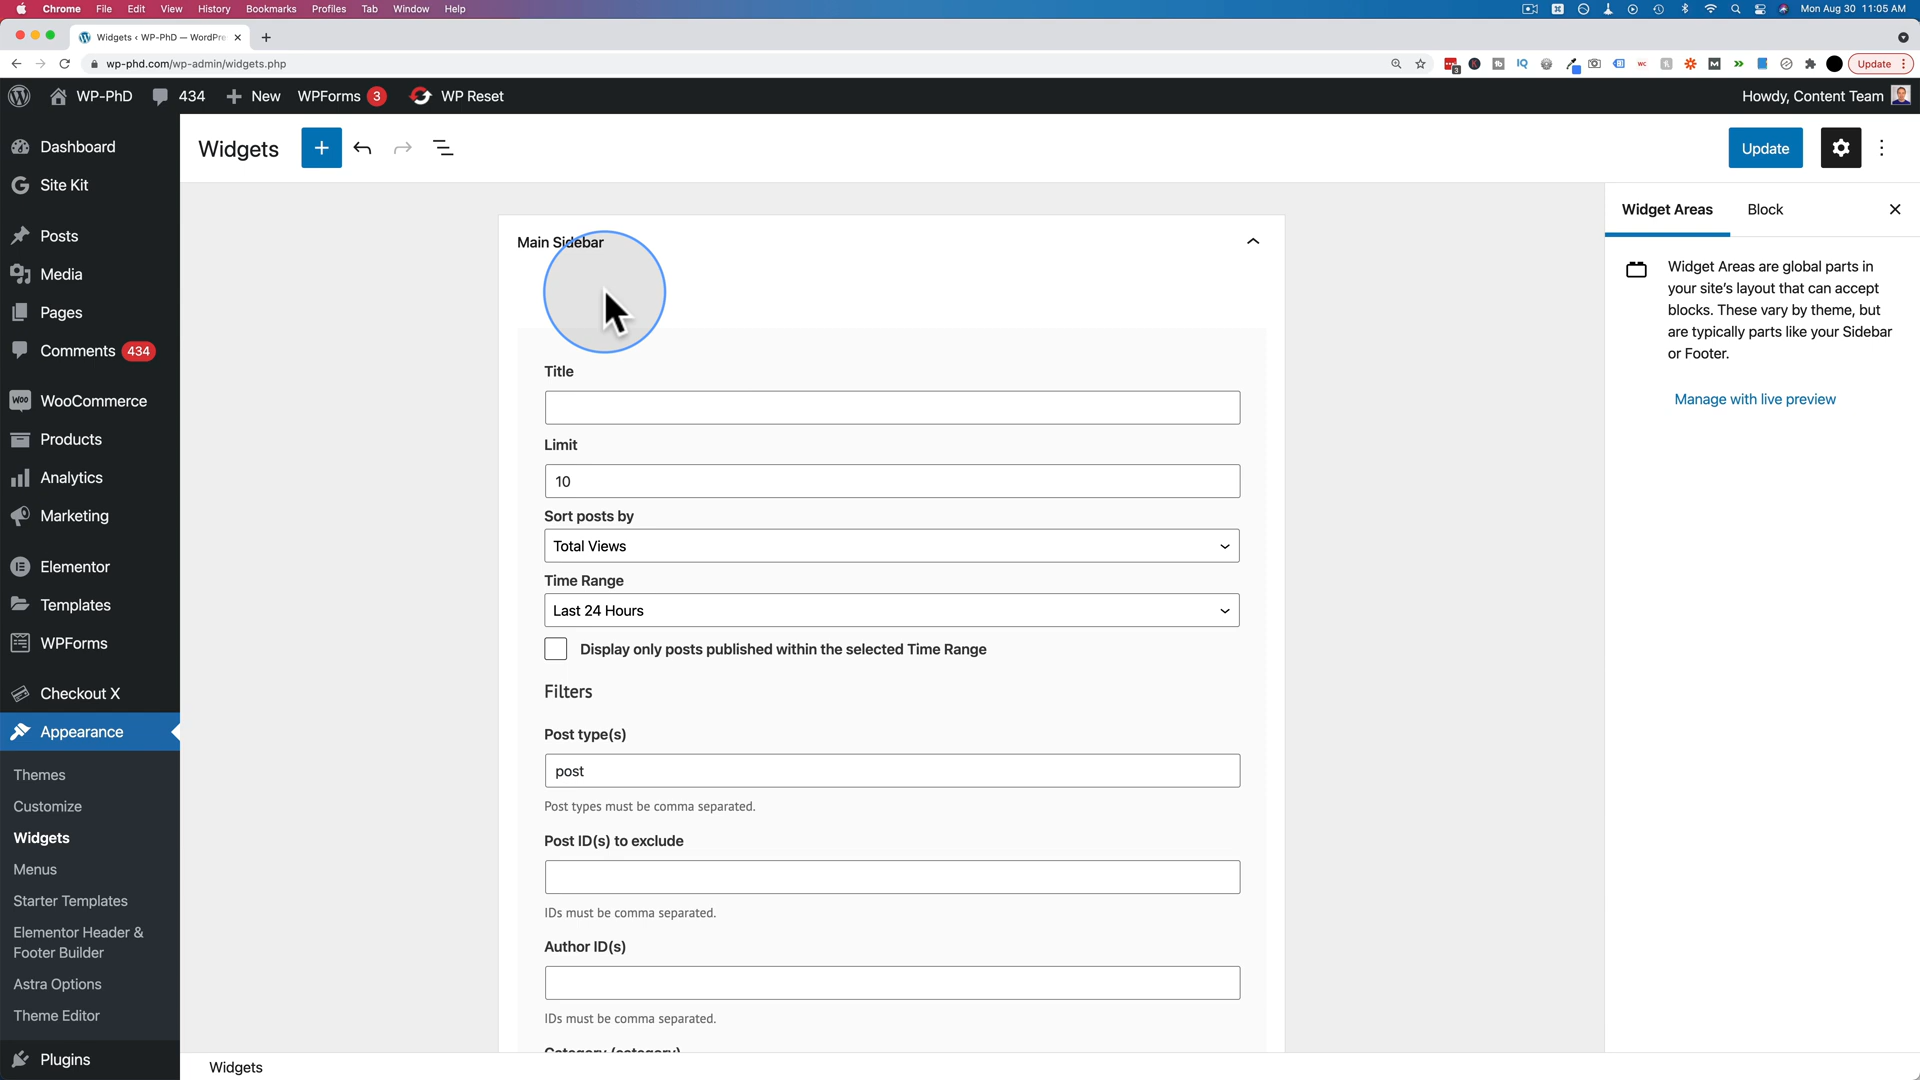 Chrome File Edit View History Bookmarks Profiles Tab Window Help Mon Aug 30 11:05 AM
Widgets ‹ WP-PhD — WordPre
wp-phd.com/wp-admin/widgets.php Update
WP-PhD 434 New WPForms 3 WP Reset Howdy, Content Team
Dashboard
Site Kit
Posts
Media
Pages
Comments 434
WooCommerce
Products
Analytics
Marketing
Elementor
Templates
WPForms
Checkout X
Appearance
Themes
Customize
Widgets
Menus
Starter Templates
Elementor Header &
Footer Builder
Astra Options
Theme Editor
Plugins
Widgets Update
Main Sidebar
Title
Limit
10
Sort posts by
Total Views
Time Range
Last 24 Hours
Display only posts published within the selected Time Range
Filters
Post type(s)
post
Post types must be comma separated.
Post ID(s) to exclude
IDs must be comma separated.
Author ID(s)
IDs must be comma separated.
Category (category)
Widget Areas Block
Widget Areas are global parts in
your site's layout that can accept
blocks. These vary by theme, but
are typically parts like your Sidebar
or Footer.
Manage with live preview
Widgets